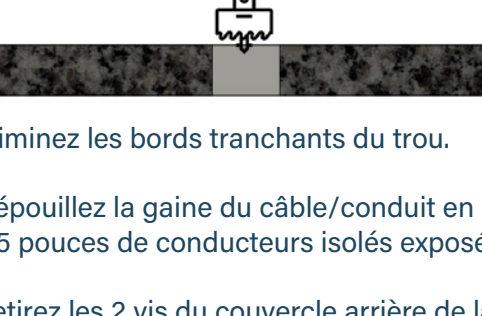 iminez les bords tranchants du trou.
épouillez la gaine du câble/conduit en
5 pouces de conducteurs isolés exposé
etirez les 2 vis du couvercle arrière de la